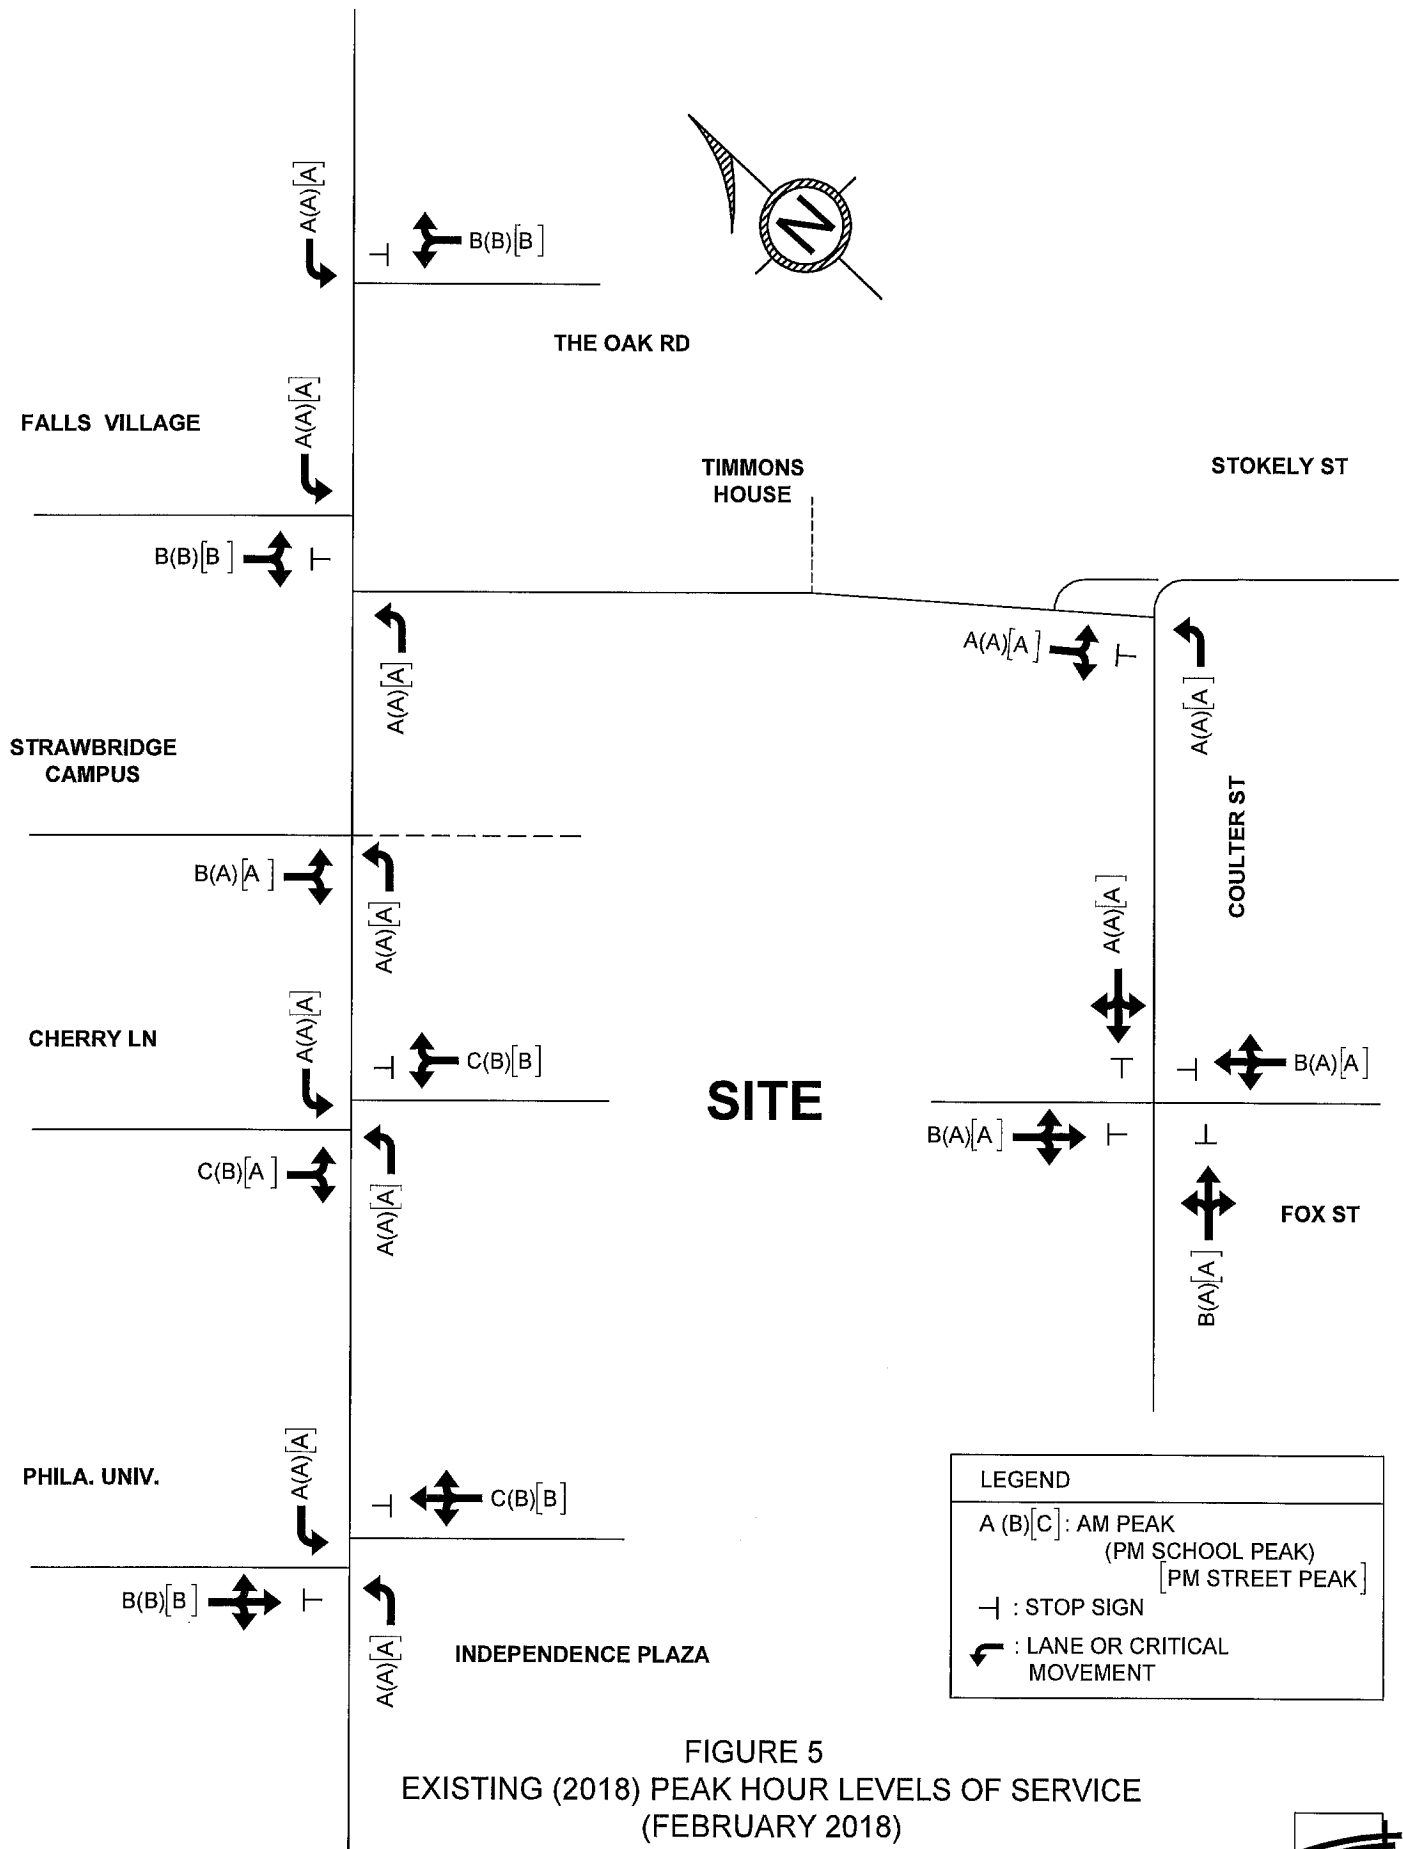 A(A)[A]
N
B(B)[B]
THE OAK RD
A(A)[A]
FALLS VILLAGE
TIMMONS
HOUSE
STOKELY ST
B(B)[B]
A(A)[A]
A(A)[A]
A(A)[A]
STRAWBRIDGE
CAMPUS
COULTER ST
B(A)[A]
A(A)[A]
A(A)[A]
A(A)[A]
CHERRY LN
C(B)[B]
SITE
B(A)[A]
B(A)[A]
C(B)[A]
A(A)[A]
FOX ST
B(A)[A]
A(A)[A]
PHILA. UNIV.
C(B)[B]
B(B)[B]
A(A)[A]
INDEPENDENCE PLAZA
LEGEND
A (B)[C] : AM PEAK
(PM SCHOOL PEAK)
[PM STREET PEAK]
: STOP SIGN
: LANE OR CRITICAL
MOVEMENT
FIGURE 5
EXISTING (2018) PEAK HOUR LEVELS OF SERVICE
(FEBRUARY 2018)